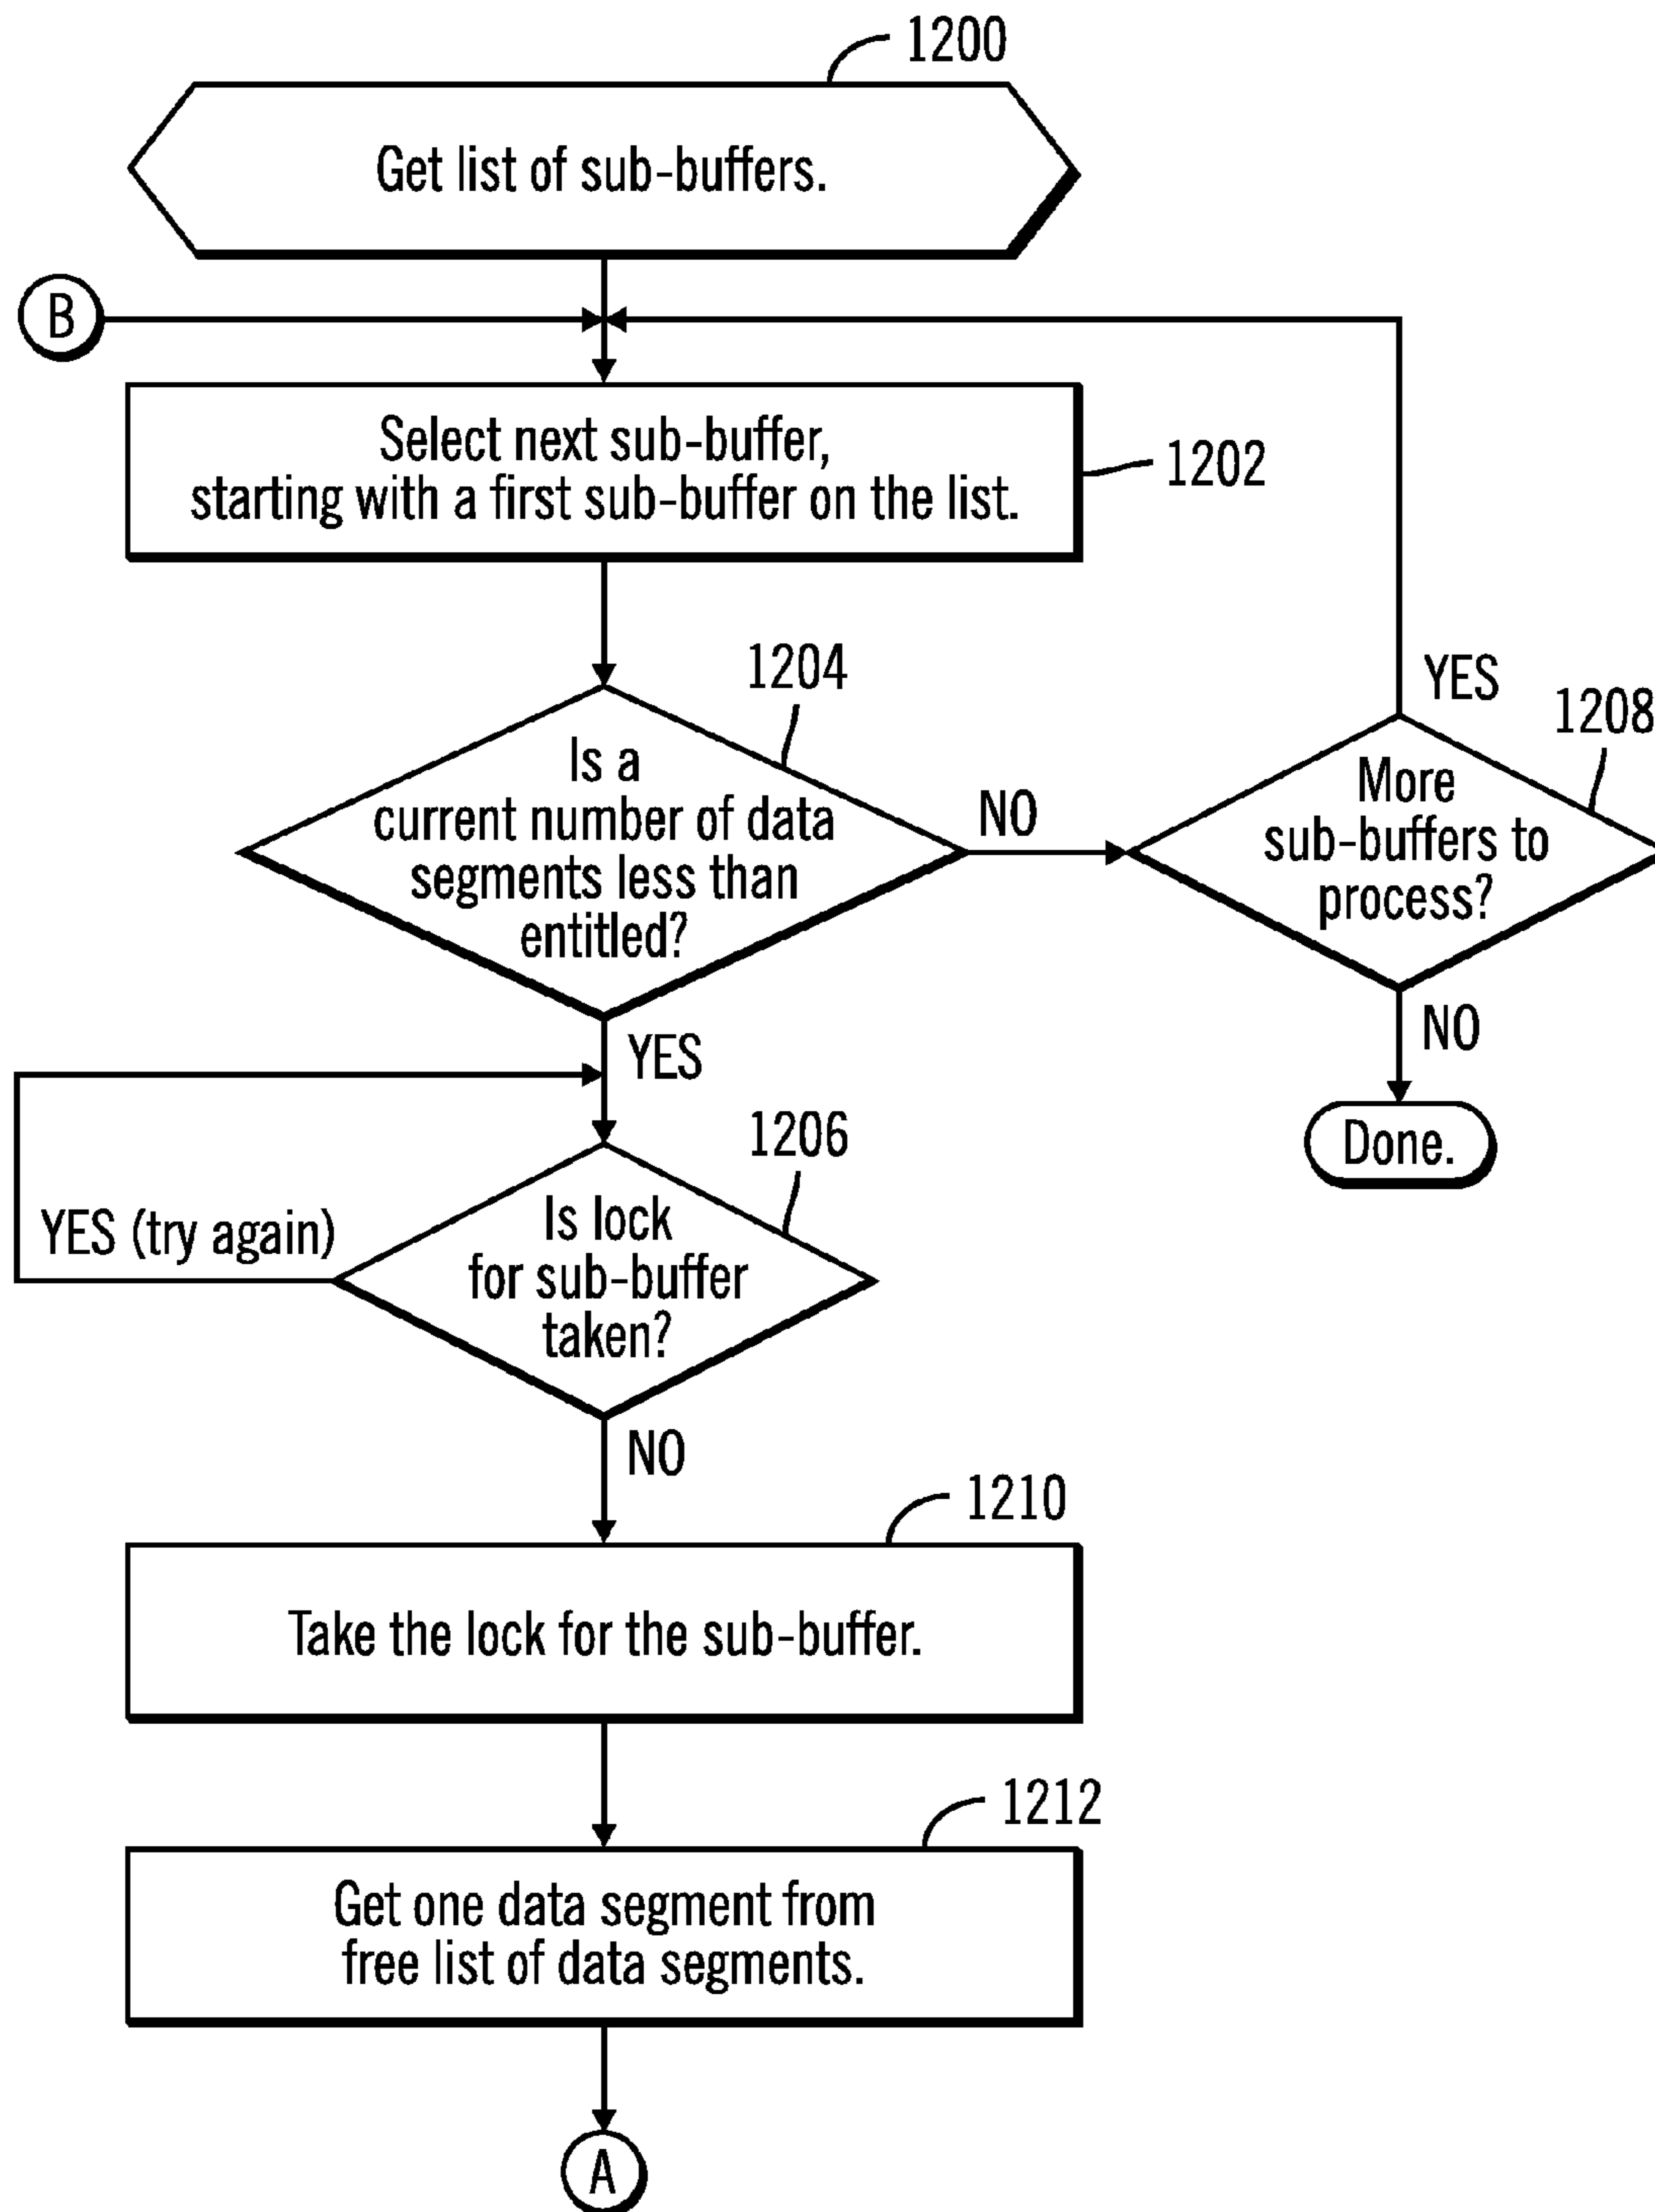 1200
Get list of sub-buffers.
B
Select next sub-buffer,
starting with a first sub-buffer on the list.
1202
1204
Is a
current number of data
segments less than
entitled?
NO
YES
1208
More
sub-buffers to
process?
YES
NO
Done.
1206
Is lock
for sub-buffer
taken?
YES (try again)
NO
1210
Take the lock for the sub-buffer.
1212
Get one data segment from
free list of data segments.
A